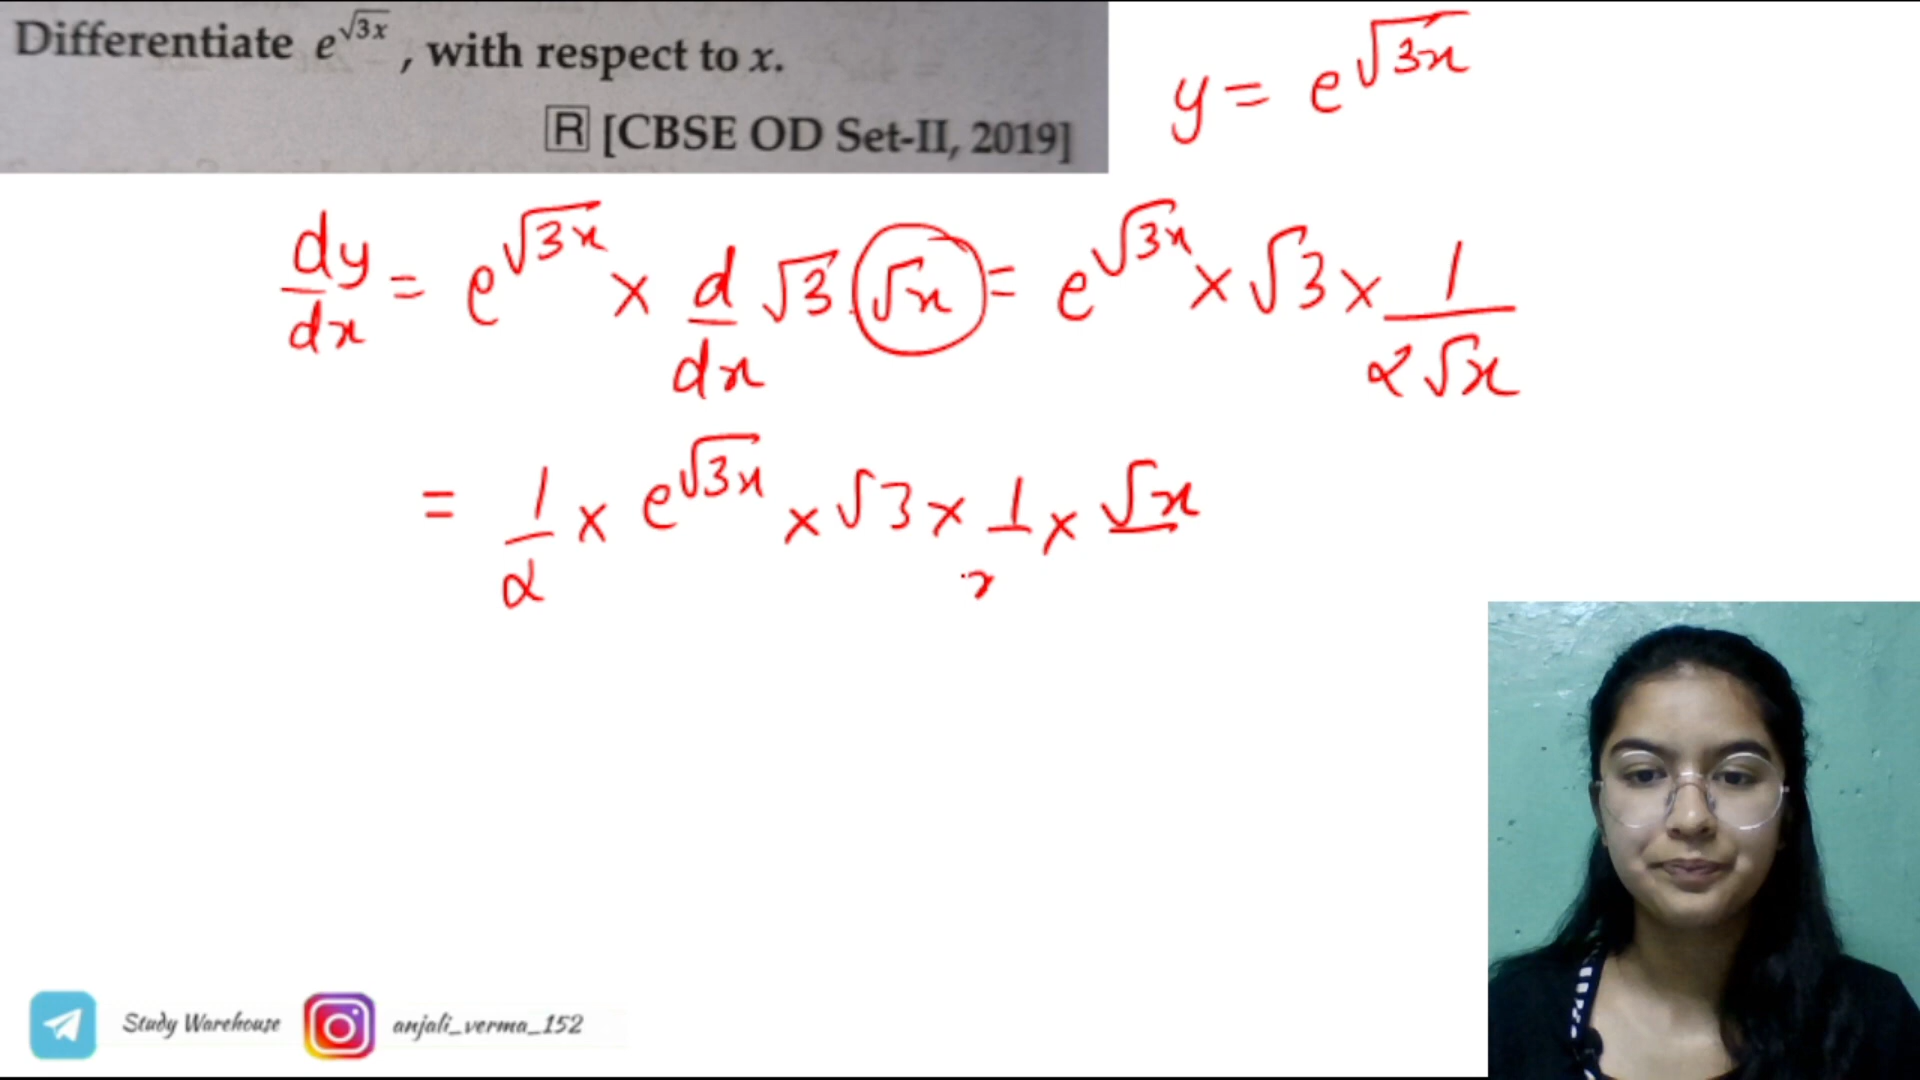 Differentiate e^√3x, with respect to x.
R [CBSE OD Set-II, 2019]
y = e^√3x
dy/dx = e^√3x × d/dx √3.√x = e^√3x × √3 × 1/2√x
= 1/2 × e^√3x × √3 × 1/x × √x
Study Warehouse
anjali_verma_152